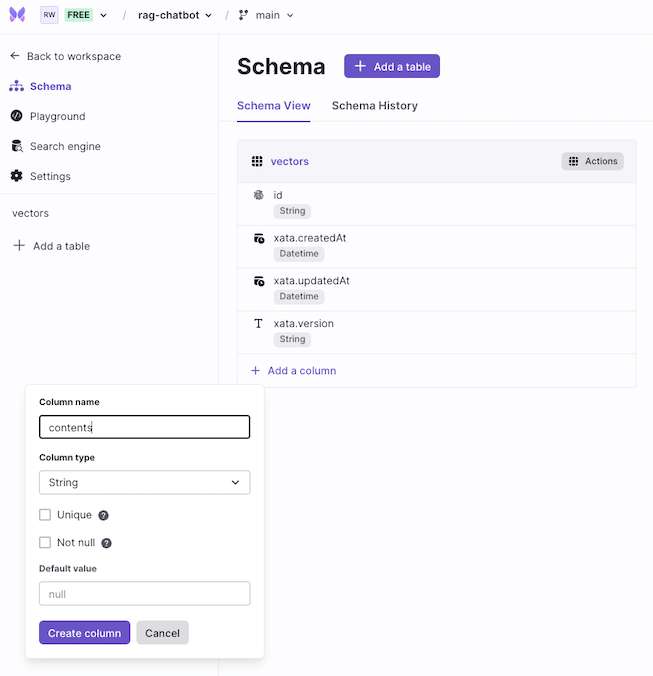 RW FREE / rag-chatbot / main
Back to workspace
Schema
Playground
Search engine
Settings
vectors
Add a table
Schema
Add a table
Schema View Schema History
vectors Actions
id
String
xata.createdAt
Datetime
xata.updatedAt
Datetime
xata.version
String
Add a column
Column name
contents
Column type
String
Unique ?
Not null ?
Default value
null
Create column Cancel